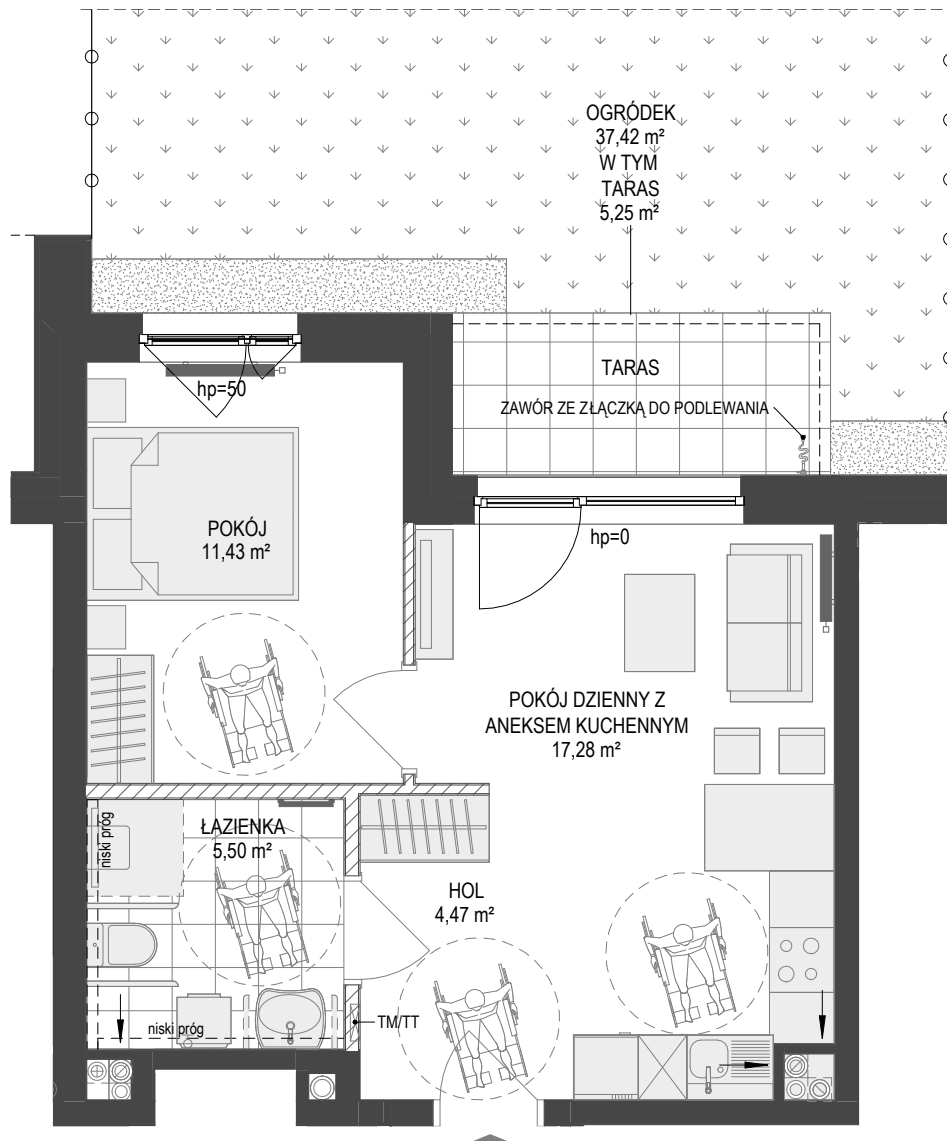 OGRÓDEK
37,42 m²
W TYM
TARAS
5,25 m²
TARAS
ZAWÓR ZE ZŁĄCZKĄ DO PODLEWANIA
hp=50
hp=0
POKÓJ
11,43 m²
POKÓJ DZIENNY Z
ANEKSEM KUCHENNYM
17,28 m²
niski próg
ŁAZIENKA
5,50 m²
HOL
4,47 m²
niski próg
TM/TT